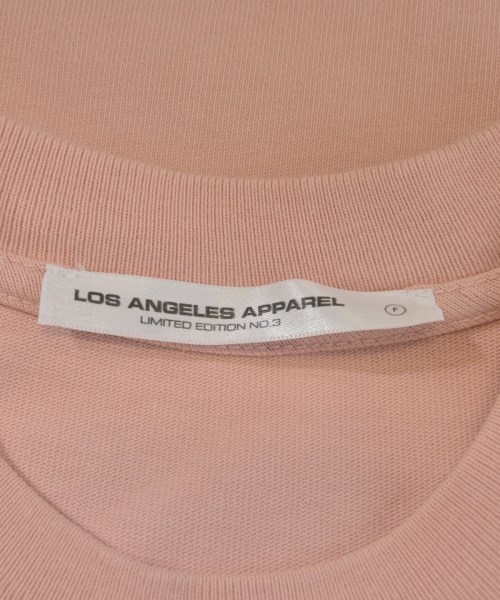 LOS ANGELES APPAREL
LIMITED EDITION NO.3
F